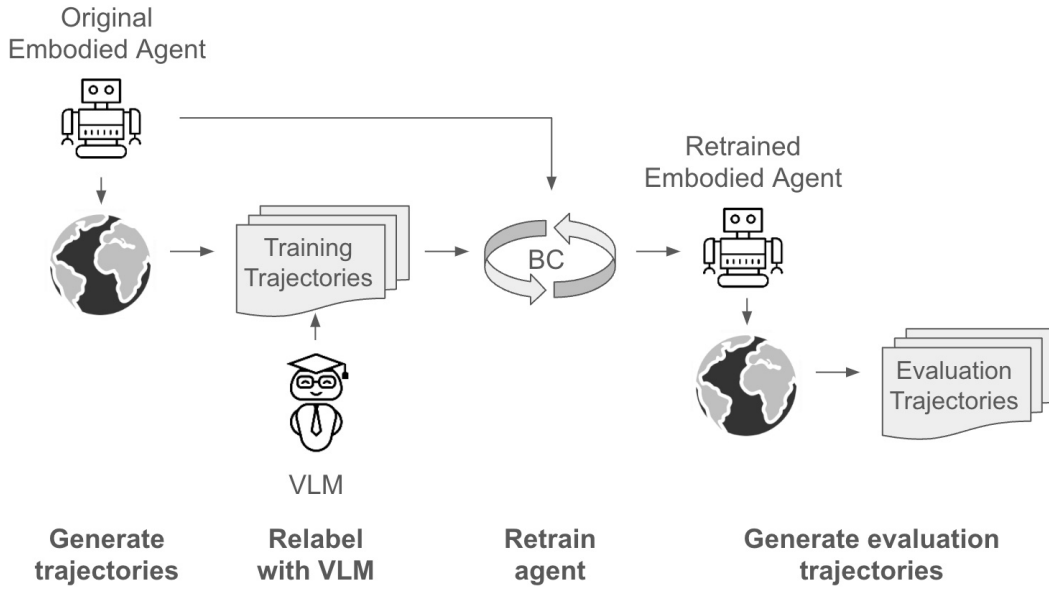 Original
Embodied Agent
Retrained
Embodied Agent
Training
Trajectories
BC
Evaluation
Trajectories
VLM
Generate
trajectories
Relabel
with VLM
Retrain
agent
Generate evaluation
trajectories